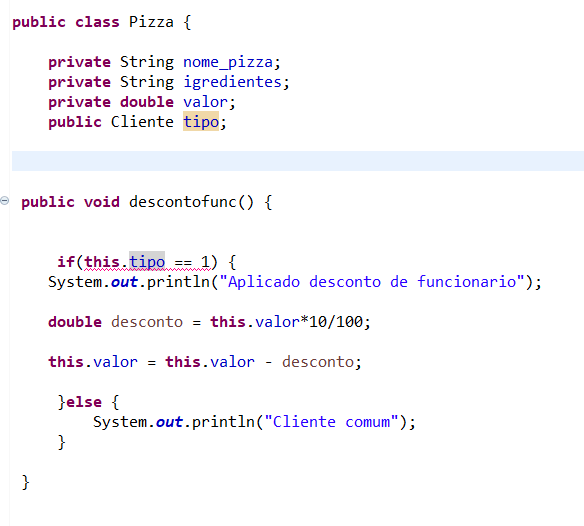 public class Pizza {
private String nome_pizza;
private String igredientes;
private double valor;
public Cliente tipo;
public void descontofunc() {
if(this.tipo == 1) {
System.out.println("Aplicado desconto de funcionario");
double desconto = this.valor*10/100;
this.valor = this.valor - desconto;
}else {
System.out.println("Cliente comum");
}
}